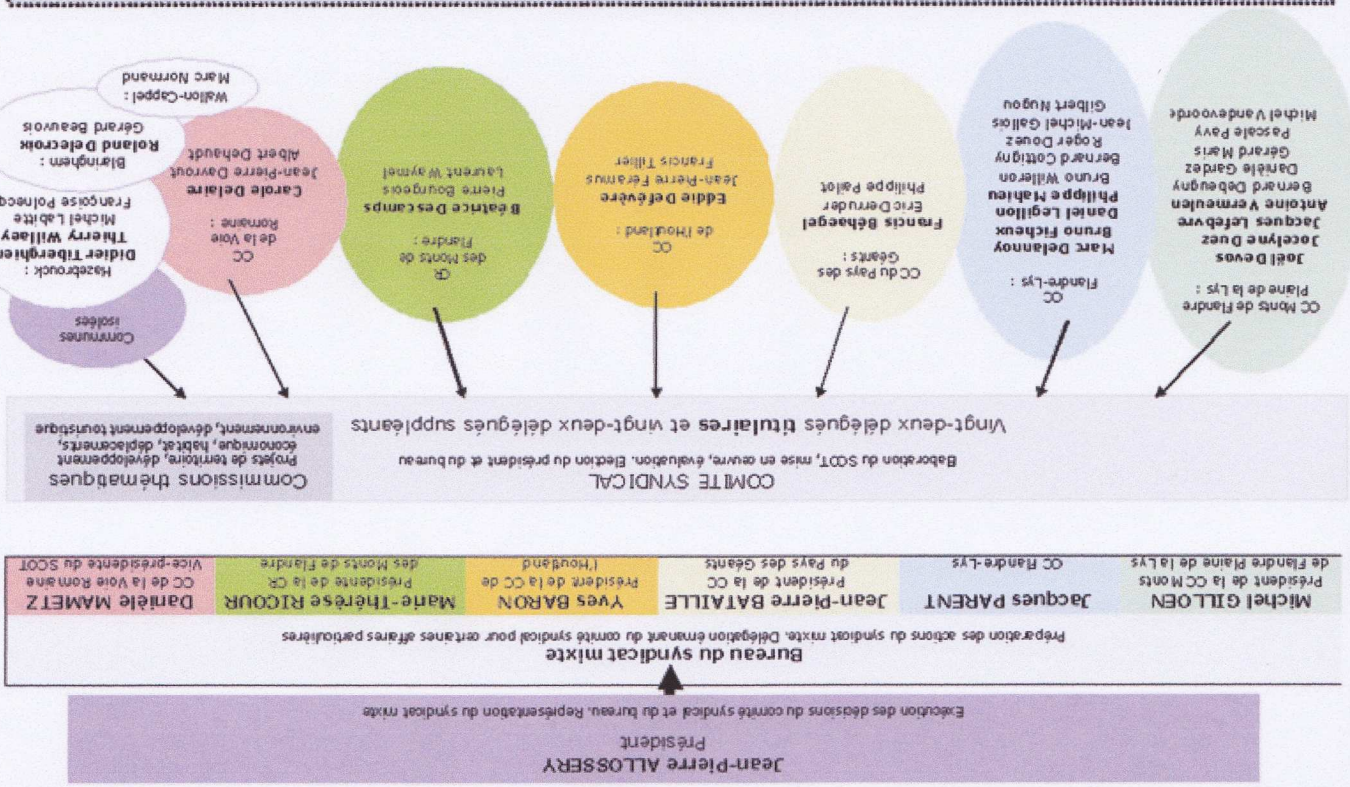 Jean-Pierre ALLOSSERY
Président
Exécution des décisions du comité syndical et du bureau. Représentation du syndicat mixte
Bureau du syndicat mixte
Préparation des actions du syndicat mixte. Délégation émanant du comité syndical pour certaines affaires particulières
Michel GILLOEN
Président de la CC Monts
de Flandre Plaine de la Lys
Jacques PARENT
CC Flandre-Lys
Jean-Pierre BATAILLE
Président de la CC
du Pays des Géants
Yves BARON
Président de la CC de
l'Houtland
Marie-Thérèse RICOUR
Présidente de la CR
des Monts de Flandre
Danièle MAMETZ
CC de la Voie Romaine
Vice-présidente du SCOT
COMITE SYNDICAL
Elaboration du SCOT, mise en œuvre, évaluation. Election du président et du bureau
Vingt-deux délégués titulaires et vingt-deux délégués suppléants
Commissions thématiques
Projets de territoire, développement
économique, habitat, déplacements,
environnement, développement touristique
CC Monts de Flandre
Plaine de la Lys :
Joël Devos
Jocelyne Duez
Jacques Lefebvre
Antoine Vermeulen
Bernard Debeugny
Danièle Gardez
Gérard Maris
Pascale Pavy
Michel Vandevoorde
CC
Flandre-Lys :
Marc Delannoy
Bruno Ficheux
Daniel Legillon
Philippe Mahieu
Bruno Willeron
Bernard Cottigny
Roger Douez
Jean-Michel Gallois
Gilbert Nugou
CC du Pays des
Géants :
Francis Béhaegel
Eric Derruder
Philippe Pailot
CC
de l'Houtland :
Eddie Defévère
Jean-Pierre Féramus
Francis Tillier
CR
des Monts de
Flandre :
Béatrice Descamps
Pierre Bourgeois
Laurent Waymel
CC
de la Voie
Romaine :
Carole Delaire
Jean-Pierre Davrout
Albert Dehaudt
Communes
isolées
Hazebrouck :
Didier Tiberghien
Thierry Willaey
Michel Labitte
Françoise Polnecq
Blaringhem :
Roland Delecroix
Gérard Beauvois
Wallon-Cappel :
Marc Normand